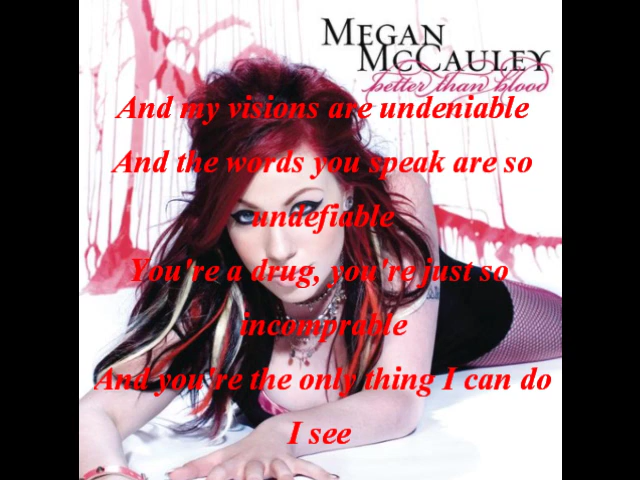 MEGAN
MCCAULEY
better than blood
And my visions are undeniable
And the words you speak are so
undefiable
You're a drug, you're just so
incomprable
And you're the only thing I can do
I see